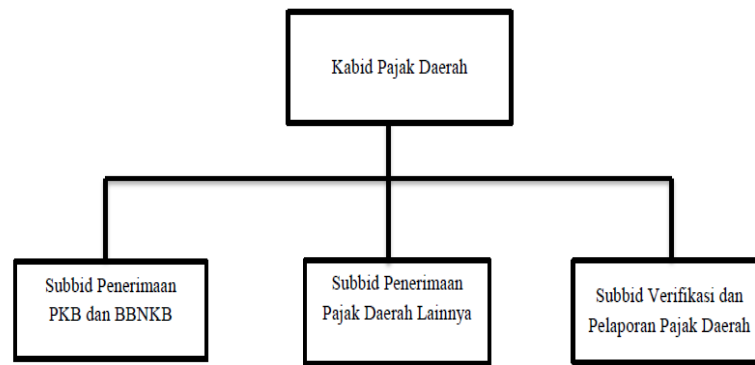 Kabid Pajak Daerah
Subbid Penerimaan
PKB dan BBNKB
Subbid Penerimaan
Pajak Daerah Lainnya
Subbid Verifikasi dan
Pelaporan Pajak Daerah